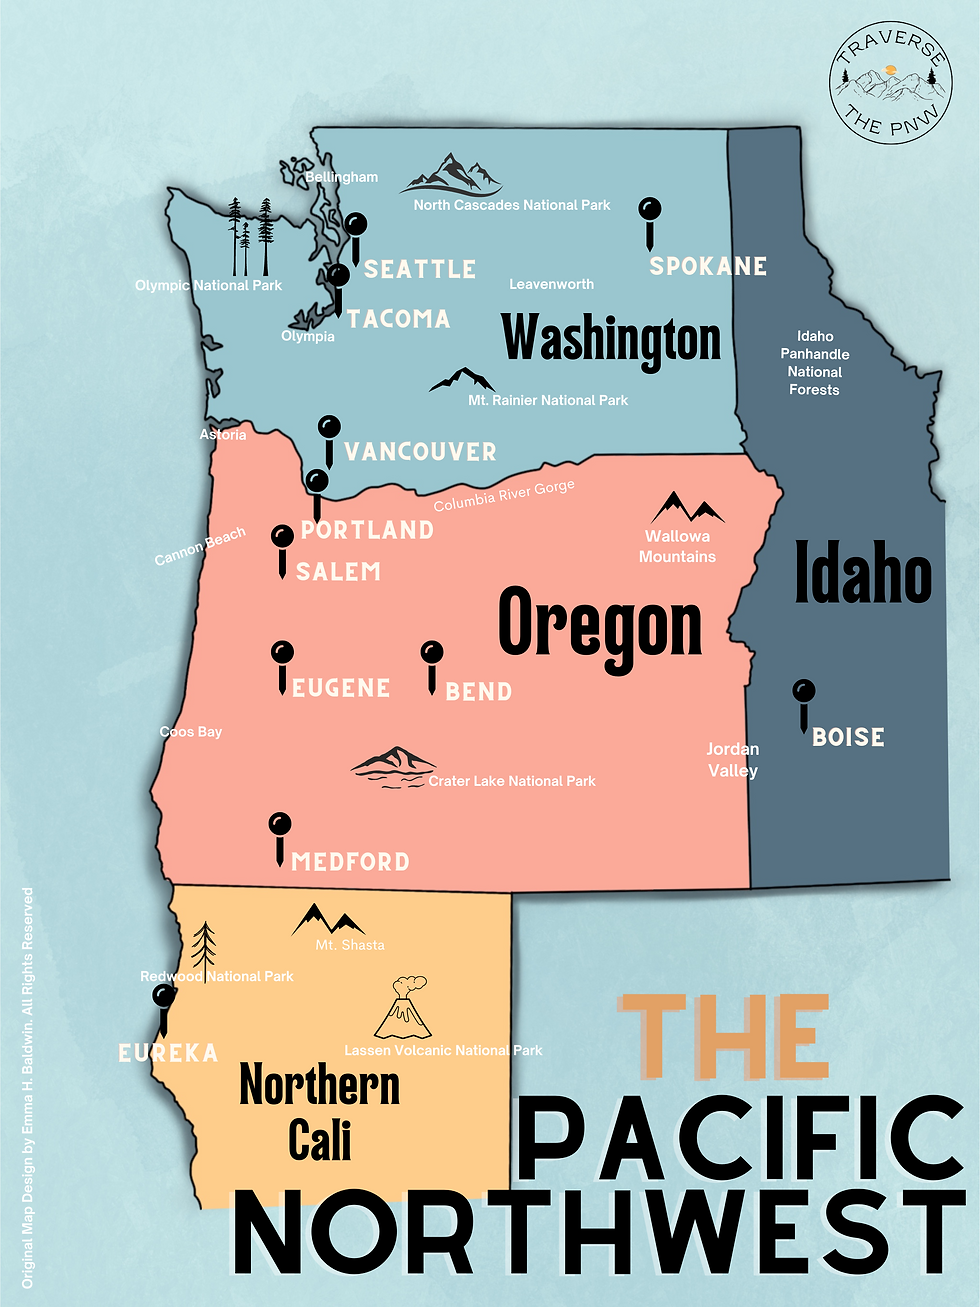 TRAVERSE
THE PNW
Bellingham
North Cascades National Park
SEATTLE
SPOKANE
Olympic National Park
Leavenworth
TACOMA
Olympia
Washington
Idaho
Panhandle
National
Forests
Mt. Rainier National Park
Astoria
VANCOUVER
Columbia River Gorge
Cannon Beach
PORTLAND
Wallowa
Mountains
SALEM
Idaho
Oregon
EUGENE
BEND
Coos Bay
BOISE
Jordan
Valley
Crater Lake National Park
MEDFORD
Mt. Shasta
Redwood National Park
EUREKA
Lassen Volcanic National Park
Northern
Cali
THE
PACIFIC
NORTHWEST
Original Map Design by Emma H. Baldwin. All Rights Reserved